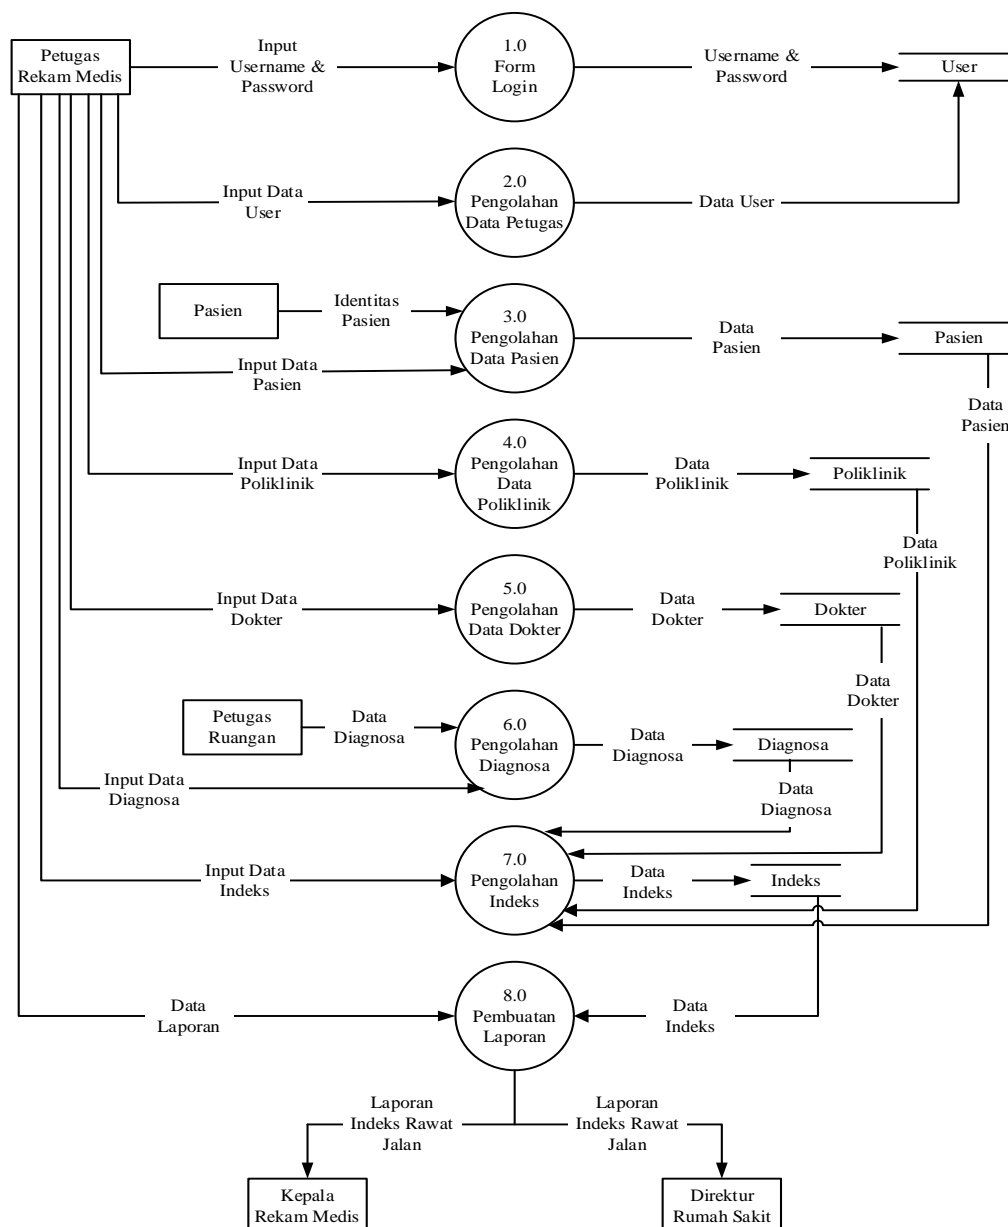 Petugas
Rekam Medis
Input
Username &
Password
1.0
Form
Login
Username &
Password
User
Input Data
User
2.0
Pengolahan
Data Petugas
Data User
Pasien
Identitas
Pasien
Input Data
Pasien
3.0
Pengolahan
Data Pasien
Data
Pasien
Pasien
Data
Pasien
Input Data
Poliklinik
4.0
Pengolahan
Data
Poliklinik
Data
Poliklinik
Poliklinik
Data
Poliklinik
Input Data
Dokter
5.0
Pengolahan
Data Dokter
Data
Dokter
Dokter
Data
Dokter
Petugas
Ruangan
Data
Diagnosa
Input Data
Diagnosa
6.0
Pengolahan
Diagnosa
Data
Diagnosa
Diagnosa
Data
Diagnosa
Input Data
Indeks
7.0
Pengolahan
Indeks
Data
Indeks
Indeks
Data
Laporan
8.0
Pembuatan
Laporan
Data
Indeks
Laporan
Indeks Rawat
Jalan
Laporan
Indeks Rawat
Jalan
Kepala
Rekam Medis
Direktur
Rumah Sakit